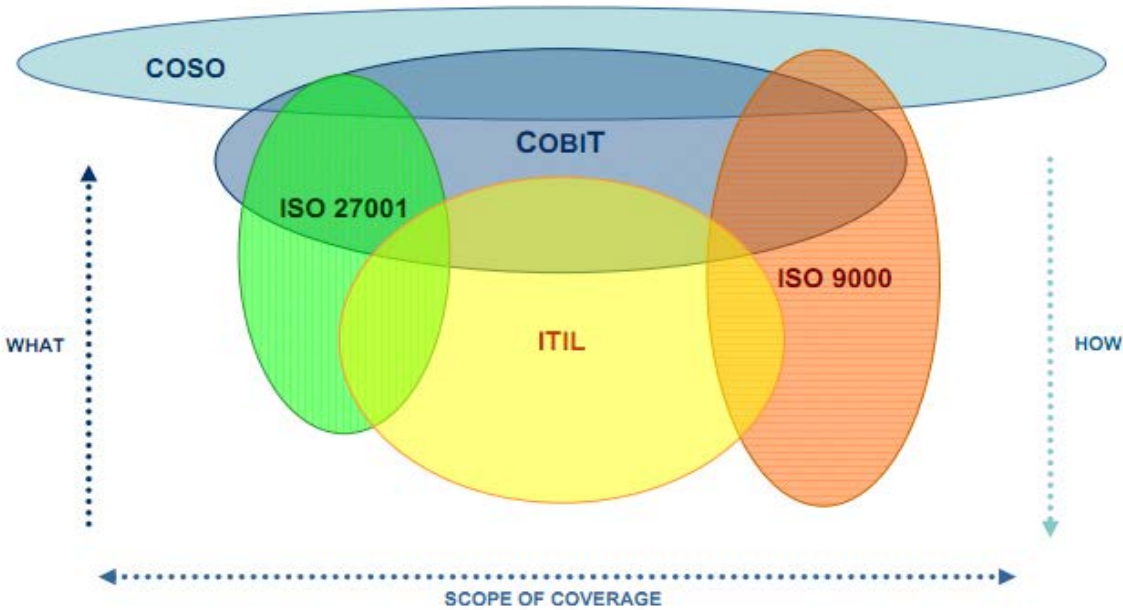 COSO
COBIT
ISO 27001
ISO 9000
WHAT
ITIL
HOW
SCOPE OF COVERAGE